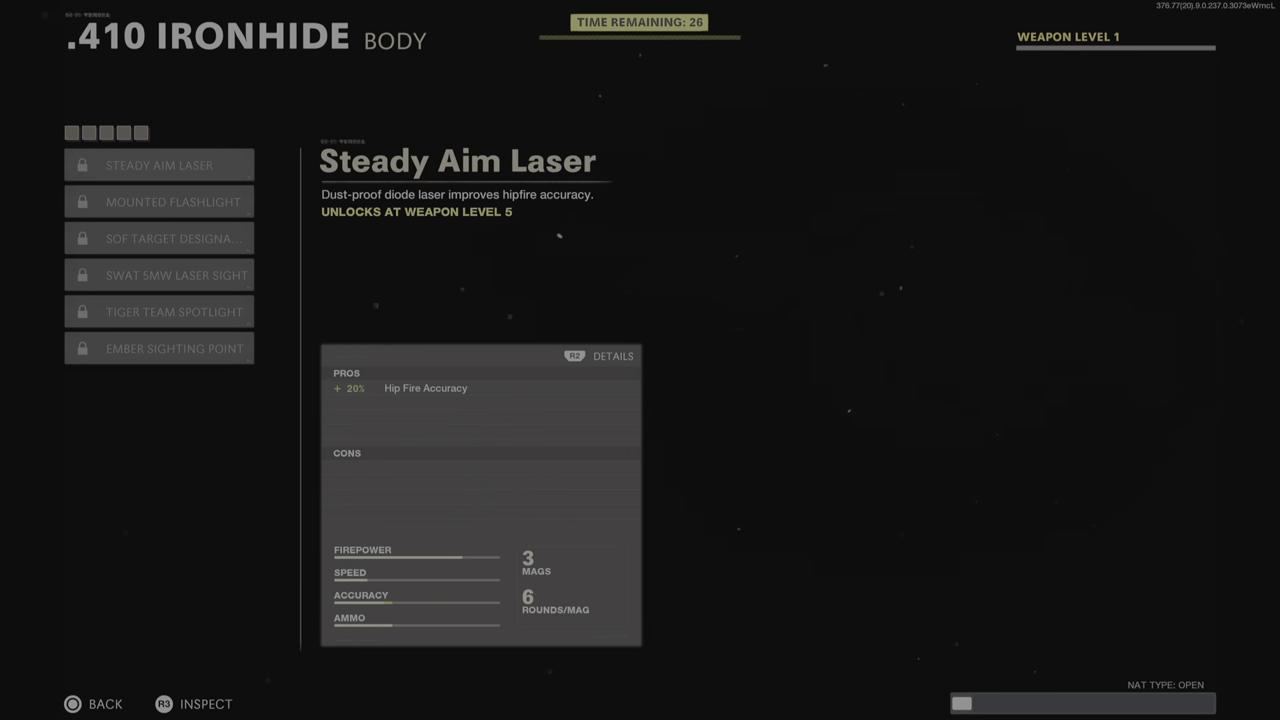 376.77(20).9.0.237.0.3073eWmcL
.410 IRONHIDE BODY
TIME REMAINING: 26
WEAPON LEVEL 1
STEADY AIM LASER
MOUNTED FLASHLIGHT
SOF TARGET DESIGNA...
SWAT 5MW LASER SIGHT
TIGER TEAM SPOTLIGHT
EMBER SIGHTING POINT
Steady Aim Laser
Dust-proof diode laser improves hipfire accuracy.
UNLOCKS AT WEAPON LEVEL 5
R2 DETAILS
PROS
+ 20% Hip Fire Accuracy
CONS
FIREPOWER
SPEED
ACCURACY
AMMO
3
MAGS
6
ROUNDS/MAG
BACK
R3 INSPECT
NAT TYPE: OPEN